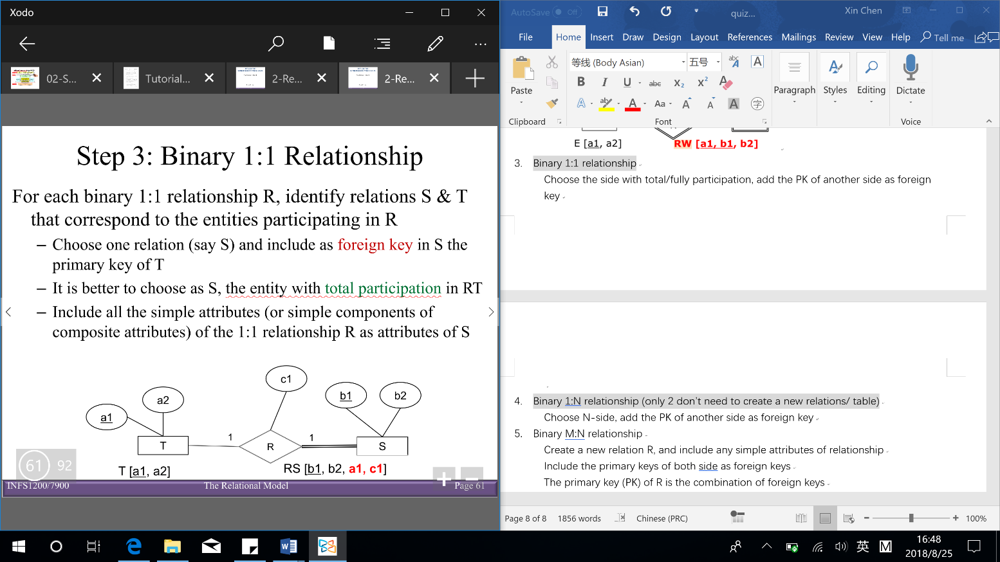 Xodo
02-S...
Tutorial...
2-Re...
2-Re...
Step 3: Binary 1:1 Relationship
For each binary 1:1 relationship R, identify relations S & T
that correspond to the entities participating in R
– Choose one relation (say S) and include as foreign key in S the
primary key of T
– It is better to choose as S, the entity with total participation in RT
– Include all the simple attributes (or simple components of
composite attributes) of the 1:1 relationship R as attributes of S
c1
a2
b1
b2
a1
T
1
R
1
S
61 92
T [a1, a2]
RS [b1, b2, a1, c1]
INFS1200/7900
The Relational Model
Page 61
AutoSave Off
quiz...
Xin Chen
File Home Insert Draw Design Layout References Mailings Review View Help Tell me
Paste
等线 (Body Asian)
五号
abc A A
B I U abc X₂ X²
A ab A Aa A A A 字
Paragraph
Styles
Editing
Dictate
Clipboard
Font
Voice
E [a1, a2]
RW [a1, b1, b2]
3. Binary 1:1 relationship
Choose the side with total/fully participation, add the PK of another side as foreign
key
4. Binary 1:N relationship (only 2 don't need to create a new relations/ table)
Choose N-side, add the PK of another side as foreign key
5. Binary M:N relationship
Create a new relation R, and include any simple attributes of relationship
Include the primary keys of both side as foreign keys
The primary key (PK) of R is the combination of foreign keys
Page 8 of 8
1856 words
Chinese (PRC)
100%
英
M
16:48
2018/8/25